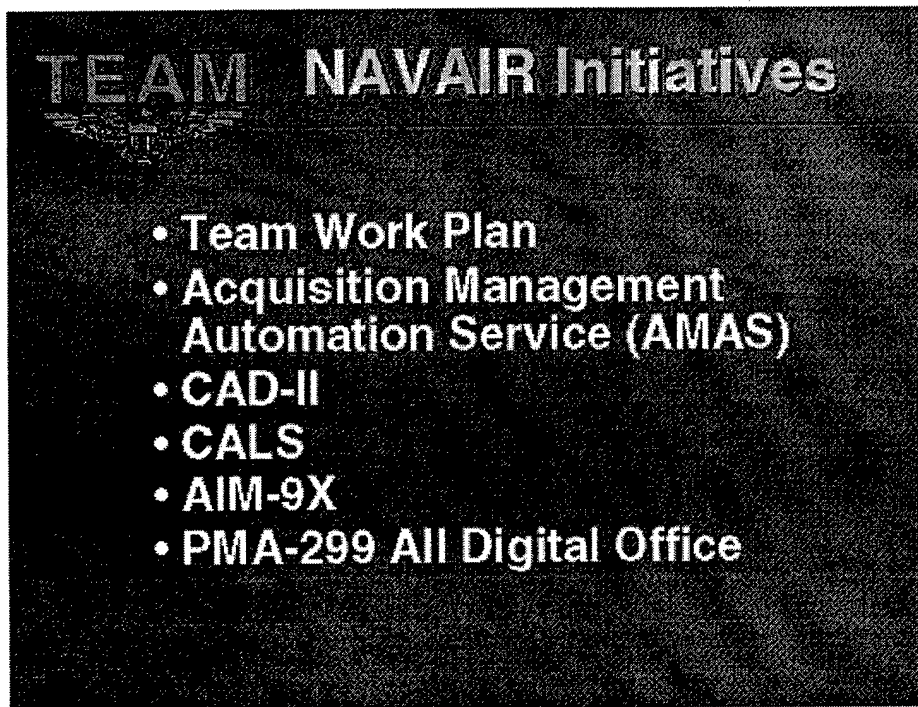 TEAM NAVAIR Initiatives
• Team Work Plan
• Acquisition Management
Automation Service (AMAS)
• CAD-II
• CALS
• AIM-9X
• PMA-299 All Digital Office